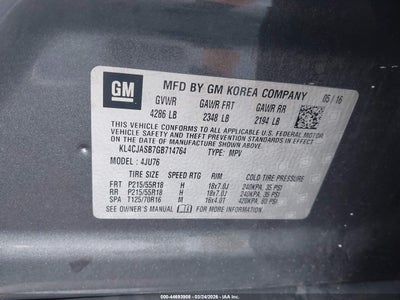 GM
MFD BY GM KOREA COMPANY
05/16
GVWR GAWR FRT GAWR RR
4286 LB 2348 LB 2194 LB
THIS VEHICLE CONFORMS TO ALL APPLICABLE U.S. FEDERAL MOTOR
VEHICLE SAFETY, BUMPER, AND THEFT PREVENTION STANDARDS IN EFFECT
ON THE DATE OF MANUFACTURE SHOWN ABOVE.
KL4CJASB7GB714764 TYPE: MPV
MODEL: 4JU76
TIRE SIZE SPEED RTG RIM COLD TIRE PRESSURE
FRT P215/55R18 H 18x7.0J 240KPA, 35 PSI
RR P215/55R18 H 18x7.0J 240KPA, 35 PSI
SPA T125/70R16 M 16x4.0T 420KPA, 60 PSI
SEE OWNER'S MANUAL FOR ADDITIONAL INFORMATION.
000-44693908 - 03/24/2026 - IAA, Inc.